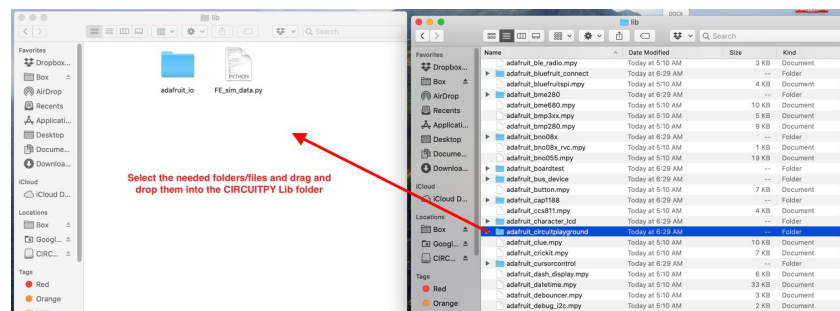 lib
Search
Favorites
Dropbox...
Box
AirDrop
Recents
Applicati...
Desktop
Docume...
Downloa...
iCloud
iCloud D...
Locations
Box
Googl...
CIRC...
Tags
Red
Orange
adafruit_io
PYTHON
FE_sim_data.py
Select the needed folders/files and drag and
drop them into the CIRCUITPY Lib folder
DOCX
lib
Search
Favorites
Dropbox...
Box
AirDrop
Recents
Applicati...
Desktop
Docume...
Downloa...
iCloud
iCloud D...
Locations
Box
Googl...
CIRC...
Tags
Red
Orange
Name Date Modified Size Kind
adafruit_ble_radio.mpy Today at 5:10 AM 3 KB Document
adafruit_bluefruit_connect Today at 6:29 AM -- Folder
adafruit_bluefruitspi.mpy Today at 5:10 AM 4 KB Document
adafruit_bme280 Today at 6:29 AM -- Folder
adafruit_bme680.mpy Today at 5:10 AM 10 KB Document
adafruit_bmp3xx.mpy Today at 5:10 AM 5 KB Document
adafruit_bmp280.mpy Today at 5:10 AM 9 KB Document
adafruit_bno08x Today at 6:29 AM -- Folder
adafruit_bno08x_rvc.mpy Today at 5:10 AM 1 KB Document
adafruit_bno055.mpy Today at 5:10 AM 19 KB Document
adafruit_boardtest Today at 6:29 AM -- Folder
adafruit_bus_device Today at 6:29 AM -- Folder
adafruit_button.mpy Today at 5:10 AM 7 KB Document
adafruit_cap1188 Today at 6:29 AM -- Folder
adafruit_ccs811.mpy Today at 5:10 AM 4 KB Document
adafruit_character_lcd Today at 6:29 AM -- Folder
adafruit_circuitplayground Today at 6:29 AM -- Folder
adafruit_clue.mpy Today at 5:10 AM 10 KB Document
adafruit_crickit.mpy Today at 5:10 AM 7 KB Document
adafruit_cursorcontrol Today at 6:29 AM -- Folder
adafruit_dash_display.mpy Today at 5:10 AM 6 KB Document
adafruit_datetime.mpy Today at 5:10 AM 33 KB Document
adafruit_debouncer.mpy Today at 5:10 AM 3 KB Document
adafruit_debug_i2c.mpy Today at 5:10 AM 2 KB Document